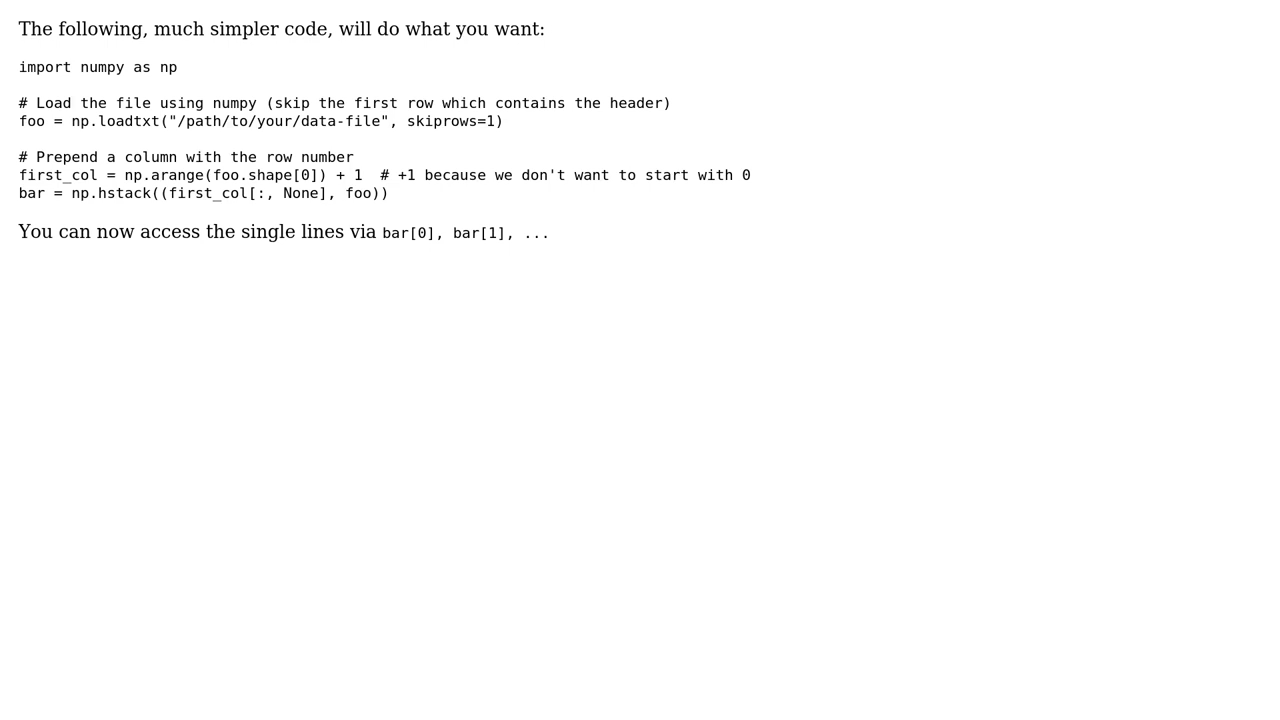 The following, much simpler code, will do what you want:
import numpy as np
# Load the file using numpy (skip the first row which contains the header)
foo = np.loadtxt("/path/to/your/data-file", skiprows=1)
# Prepend a column with the row number
first_col = np.arange(foo.shape[0]) + 1  # +1 because we don't want to start with 0
bar = np.hstack((first_col[:, None], foo))
You can now access the single lines via bar[0], bar[1], ...